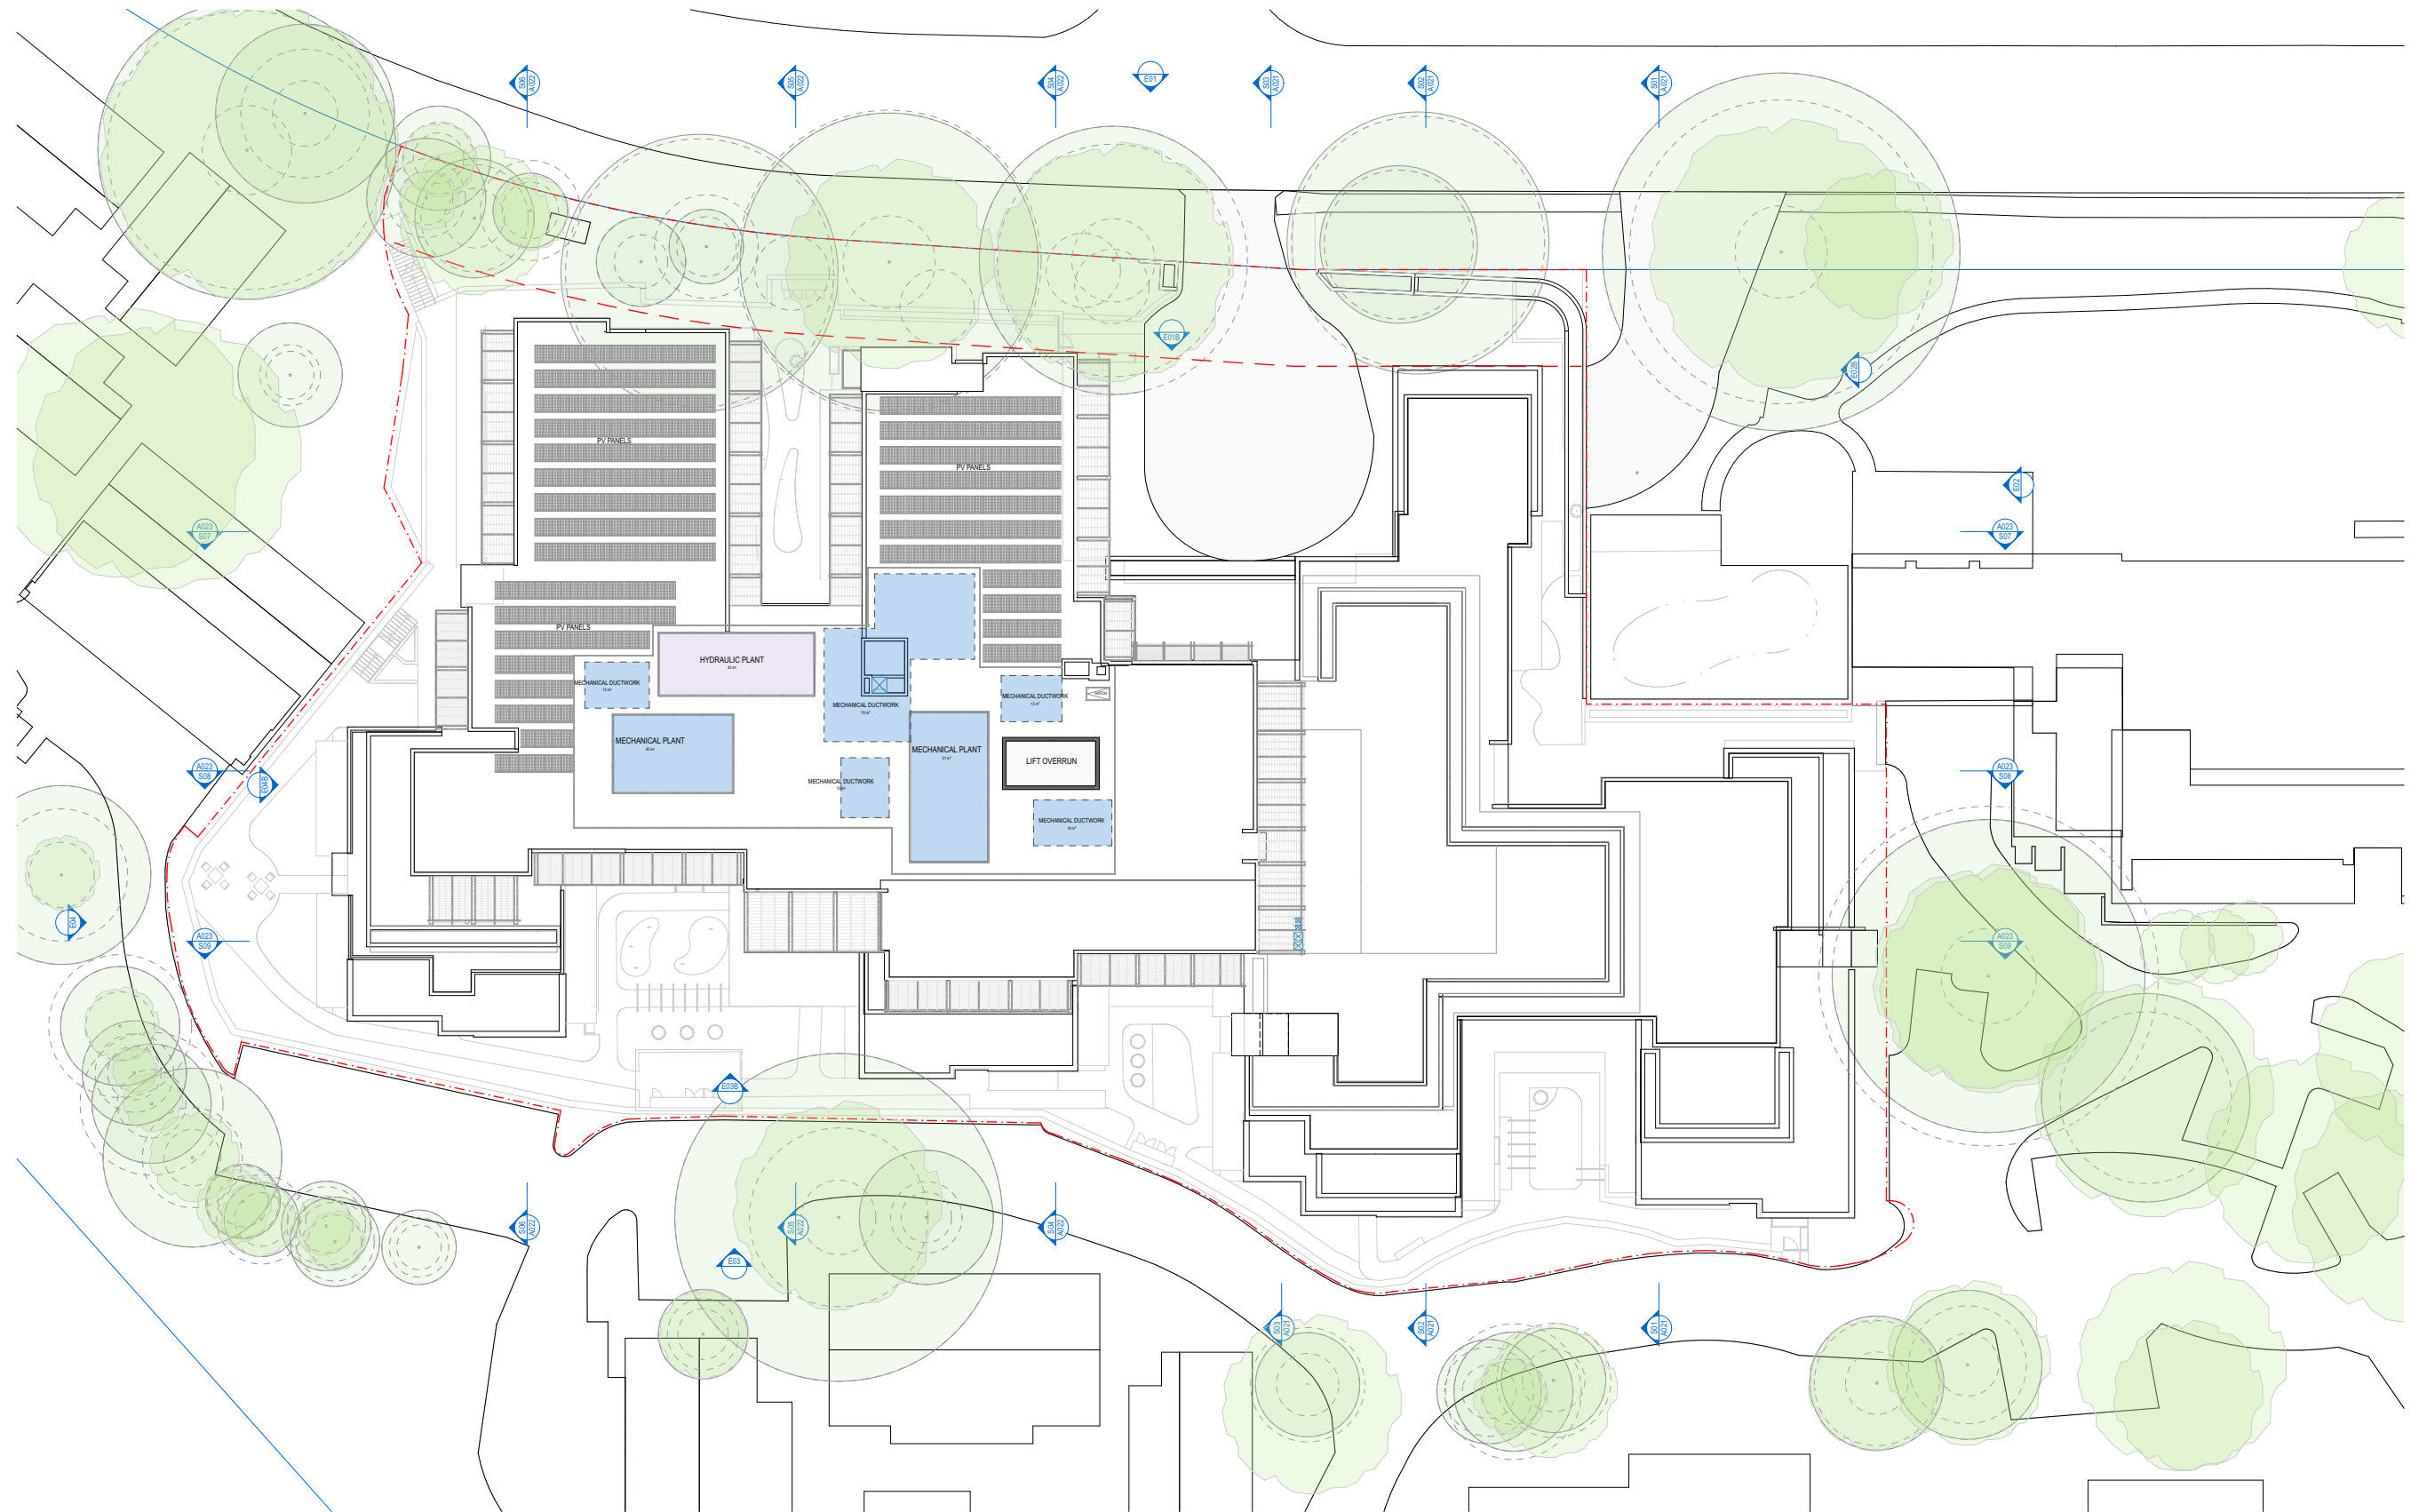 S06
A022
S05
A022
S04
A022
E01
S03
A021
S02
A021
S01
A021
E01B
E02B
PV PANELS
PV PANELS
E02
A023
S07
A023
S07
PV PANELS
HYDRAULIC PLANT
MECHANICAL DUCTWORK
MECHANICAL DUCTWORK
MECHANICAL DUCTWORK
MECHANICAL PLANT
MECHANICAL PLANT
LIFT OVERRUN
A023
S08
E04B
MECHANICAL DUCTWORK
A023
S08
MECHANICAL DUCTWORK
E04
A023
S09
A023
S09
E03B
S06
A022
S05
A022
S04
A022
E03
S03
A021
S02
A021
S01
A021